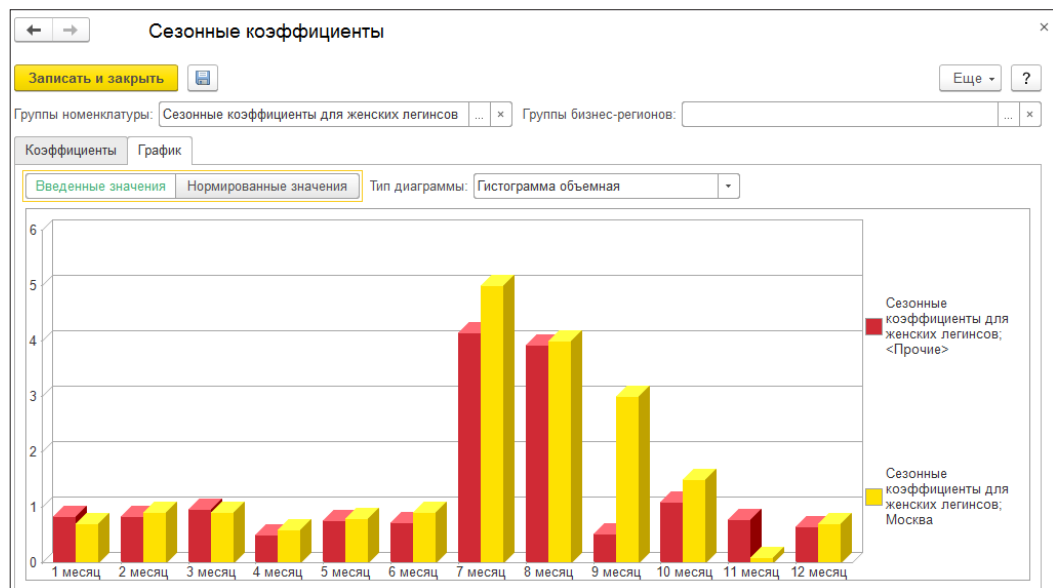 Сезонные коэффициенты
×
Записать и закрыть
Еще
?
Группы номенклатуры: Сезонные коэффициенты для женских легинсов ... × Группы бизнес-регионов: ... ×
Коэффициенты График
Введенные значения Нормированные значения Тип диаграммы: Гистограмма объемная
6
5
4
3
2
1
0
1 месяц 2 месяц 3 месяц 4 месяц 5 месяц 6 месяц 7 месяц 8 месяц 9 месяц 10 месяц 11 месяц 12 месяц
Сезонные
коэффициенты для
женских легинсов;
<Прочие>
Сезонные
коэффициенты для
женских легинсов;
Москва